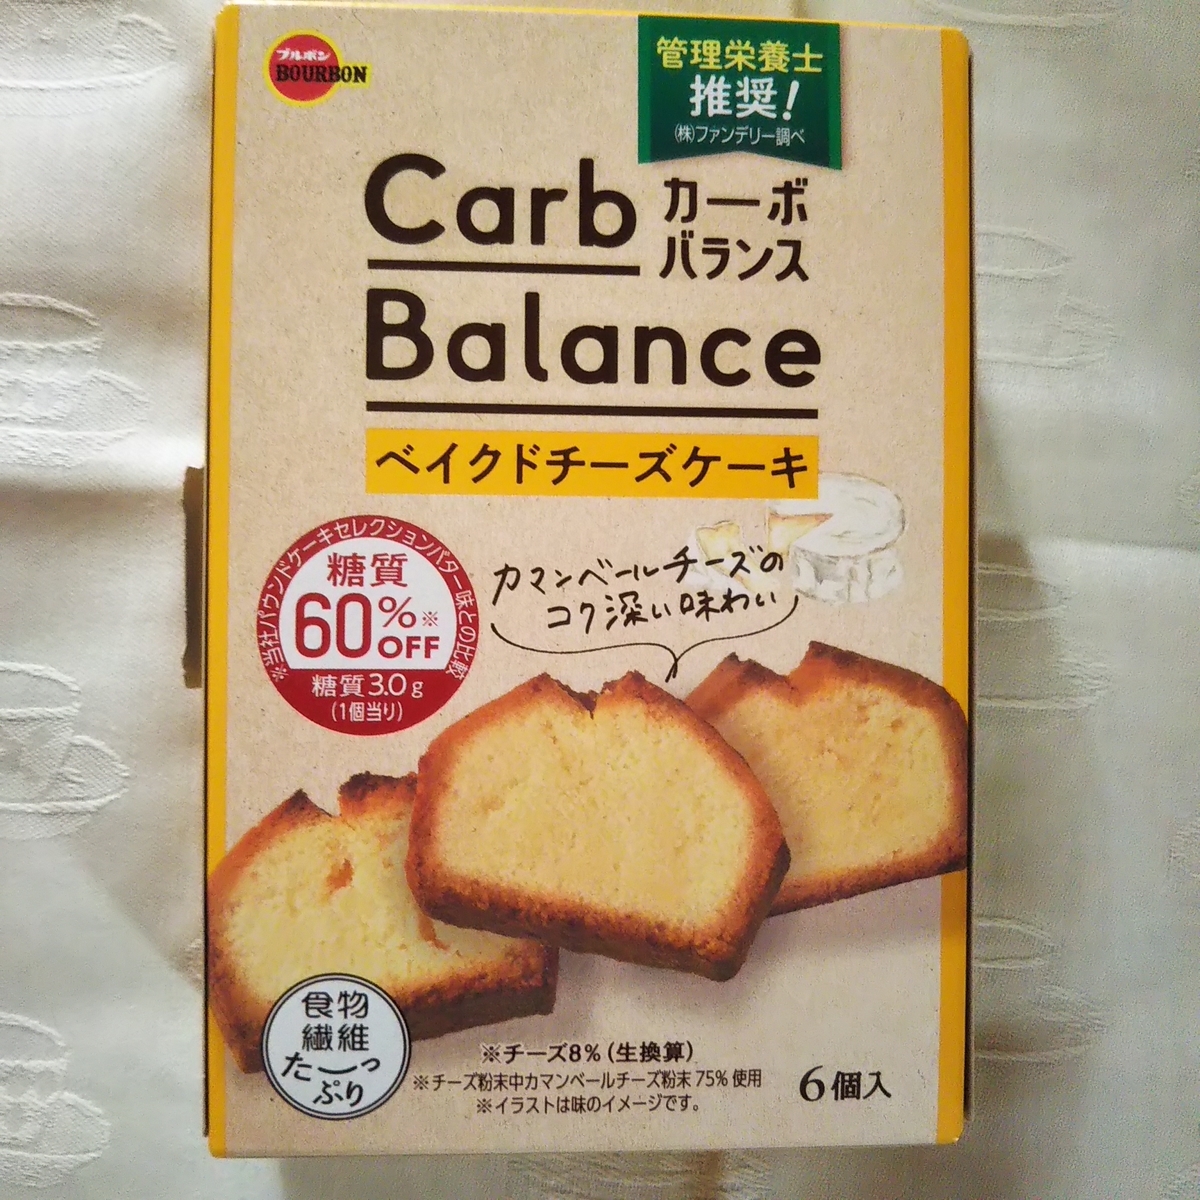 ブルボン
BOURBON
管理栄養士
推奨!
(株)ファンデリー調べ
Carb
カーボ
バランス
Balance
ベイクドチーズケーキ
※当社パウンドケーキセレクションバター味との比較
糖質
60%※
OFF
糖質3.0g
(1個当り)
カマンベールチーズの
コク深い味わい
食物
繊維
たーっ
ぷり
※チーズ8%(生換算)
※チーズ粉末中カマンベールチーズ粉末75%使用
※イラストは味のイメージです。
6個入